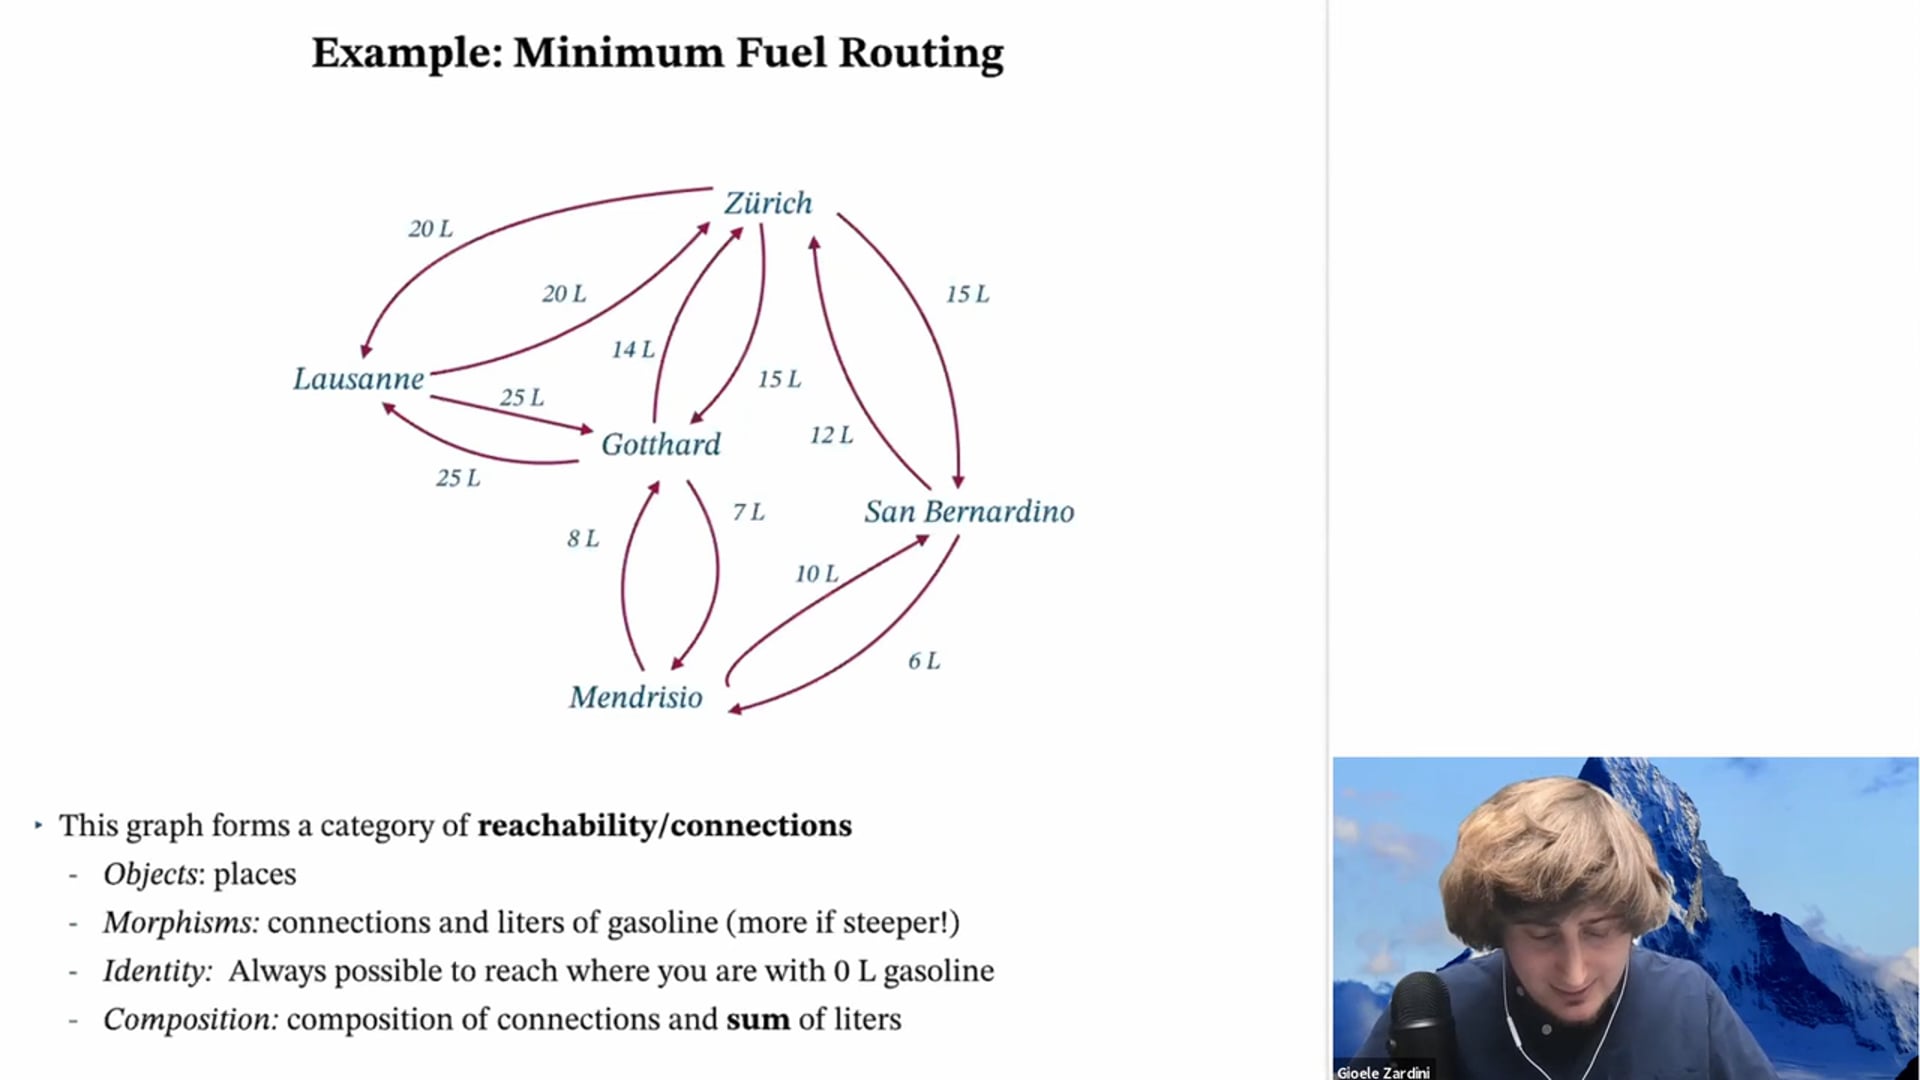 Example: Minimum Fuel Routing
Zürich
20 L
20 L
15 L
14 L
15 L
Lausanne
25 L
12 L
Gotthard
25 L
San Bernardino
7 L
8 L
10 L
6 L
Mendrisio
‣ This graph forms a category of reachability/connections
- Objects: places
- Morphisms: connections and liters of gasoline (more if steeper!)
- Identity: Always possible to reach where you are with 0 L gasoline
- Composition: composition of connections and sum of liters
Gioele Zardini